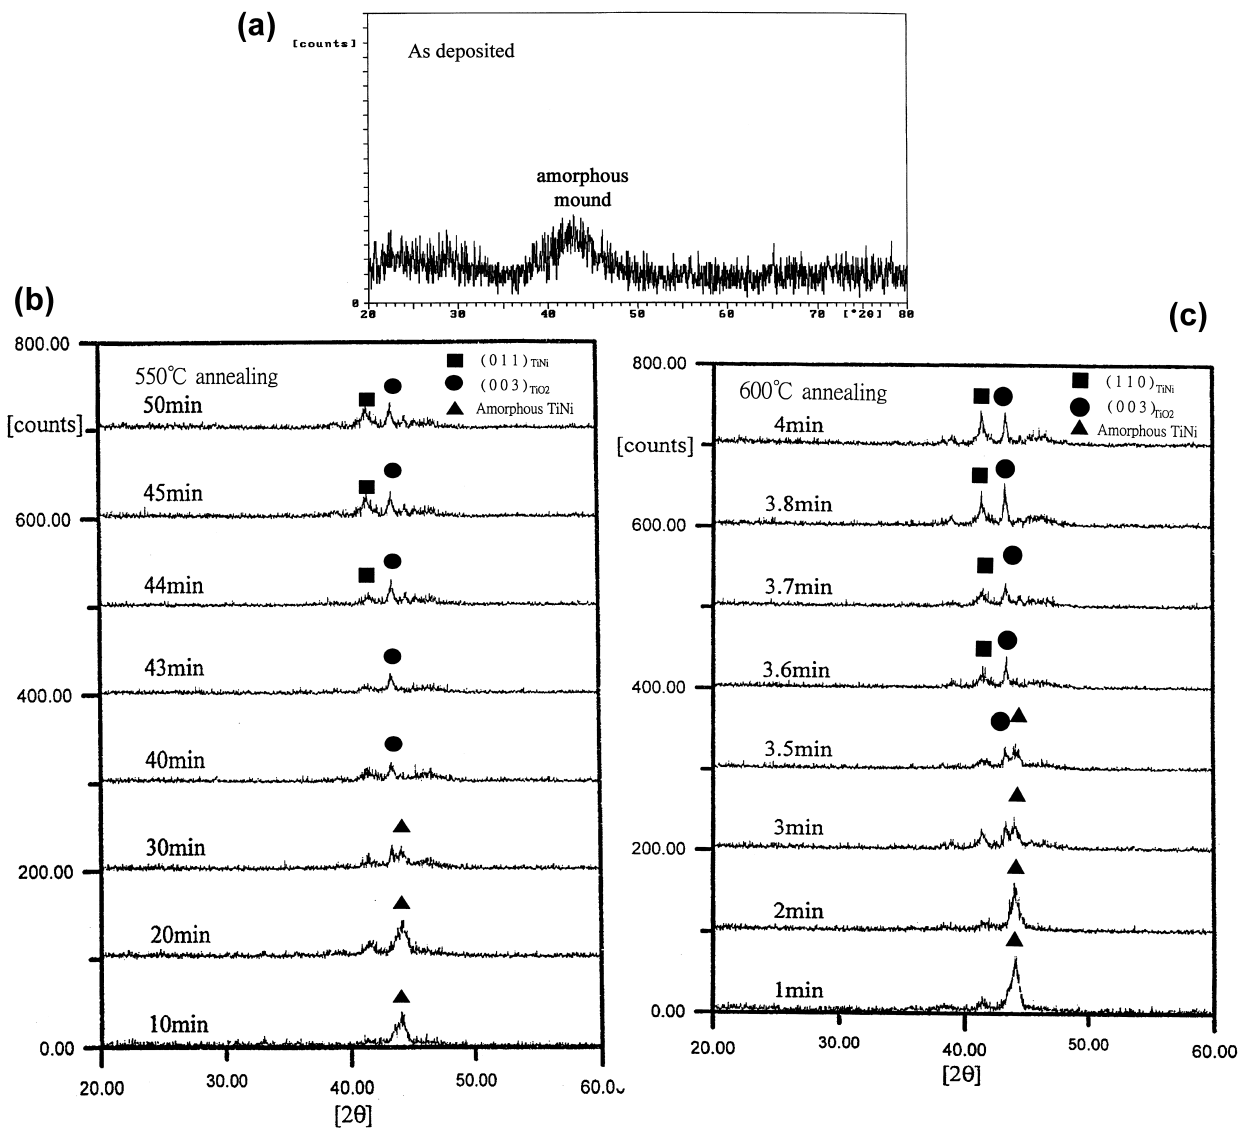 (a)
[counts]
As deposited
amorphous
mound
0
20 30 40 50 60 70 [°2θ] 80
(b)
800.00
550℃ annealing
■ (011)TiNi
● (003)TiO2
▲ Amorphous TiNi
50min
[counts]
45min
600.00
44min
43min
400.00
40min
30min
200.00
20min
10min
0.00
20.00 30.00 40.00 50.00 60.00
[2θ]
(c)
800.00
600℃ annealing
■ (110)TiNi
● (003)TiO2
▲ Amorphous TiNi
4min
[counts]
3.8min
600.00
3.7min
3.6min
400.00
3.5min
3min
200.00
2min
1min
0.00
20.00 30.00 40.00 50.00 60.00
[2θ]